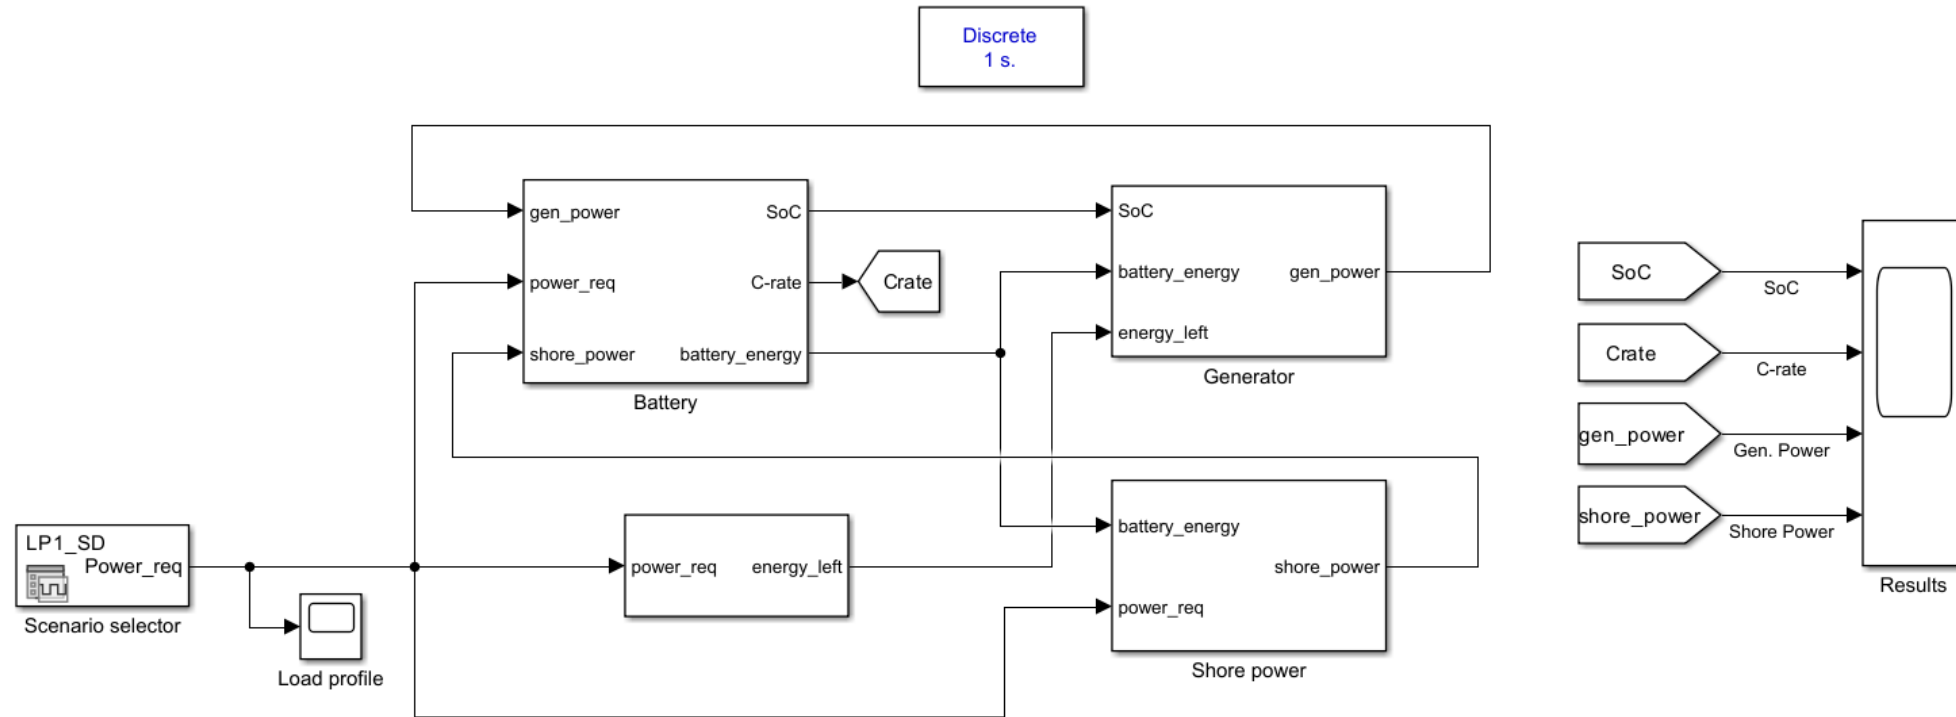 Discrete
1 s.
gen_power
power_req
shore_power
SoC
C-rate
battery_energy
Battery
Crate
SoC
battery_energy
energy_left
gen_power
Generator
SoC
SoC
Crate
C-rate
gen_power
Gen. Power
shore_power
Shore Power
Results
LP1_SD
Power_req
Scenario selector
Load profile
power_req
energy_left
battery_energy
power_req
shore_power
Shore power